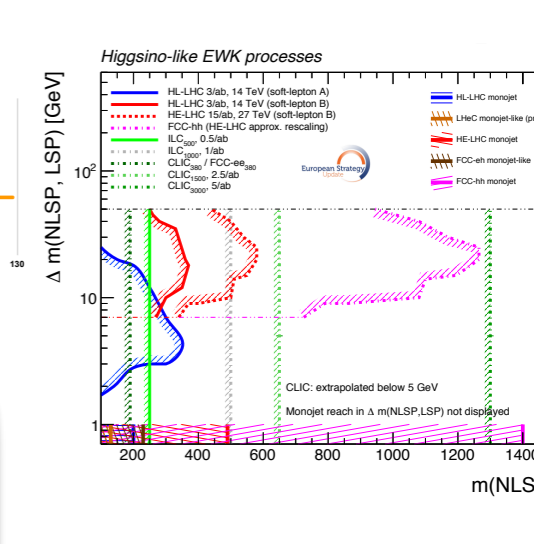 Higgsino-like EWK processes
Δ m(NLSP, LSP) [GeV]
HL-LHC 3/ab, 14 TeV (soft-lepton A)
HL-LHC 3/ab, 14 TeV (soft-lepton B)
HE-LHC 15/ab, 27 TeV (soft-lepton B)
FCC-hh (HE-LHC approx. rescaling)
ILC500, 0.5/ab
ILC1000, 1/ab
CLIC380 / FCC-ee380
CLIC1500, 2.5/ab
CLIC3000, 5/ab
HL-LHC monojet
LHeC monojet-like (pr
HE-LHC monojet
FCC-eh monojet-like
FCC-hh monojet
European Strategy
Update
10²
10
1
130
CLIC: extrapolated below 5 GeV
Monojet reach in Δ m(NLSP,LSP) not displayed
200 400 600 800 1000 1200 1400
m(NLS